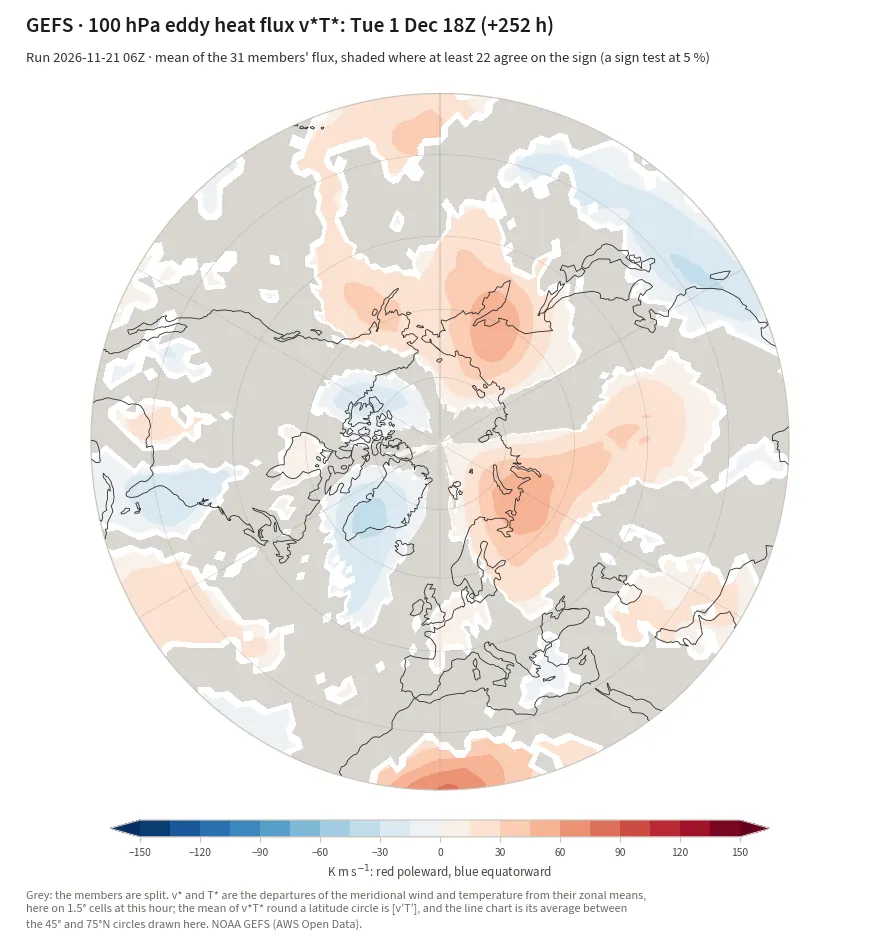 GEFS · 100 hPa eddy heat flux v*T*: Tue 1 Dec 18Z (+252 h)
Run 2026-11-21 06Z · mean of the 31 members' flux, shaded where at least 22 agree on the sign (a sign test at 5 %)
−150 −120 −90 −60 −30 0 30 60 90 120 150
K m s⁻¹: red poleward, blue equatorward
Grey: the members are split. v* and T* are the departures of the meridional wind and temperature from their zonal means,
here on 1.5° cells at this hour; the mean of v*T* round a latitude circle is [v'T'], and the line chart is its average between
the 45° and 75°N circles drawn here. NOAA GEFS (AWS Open Data).